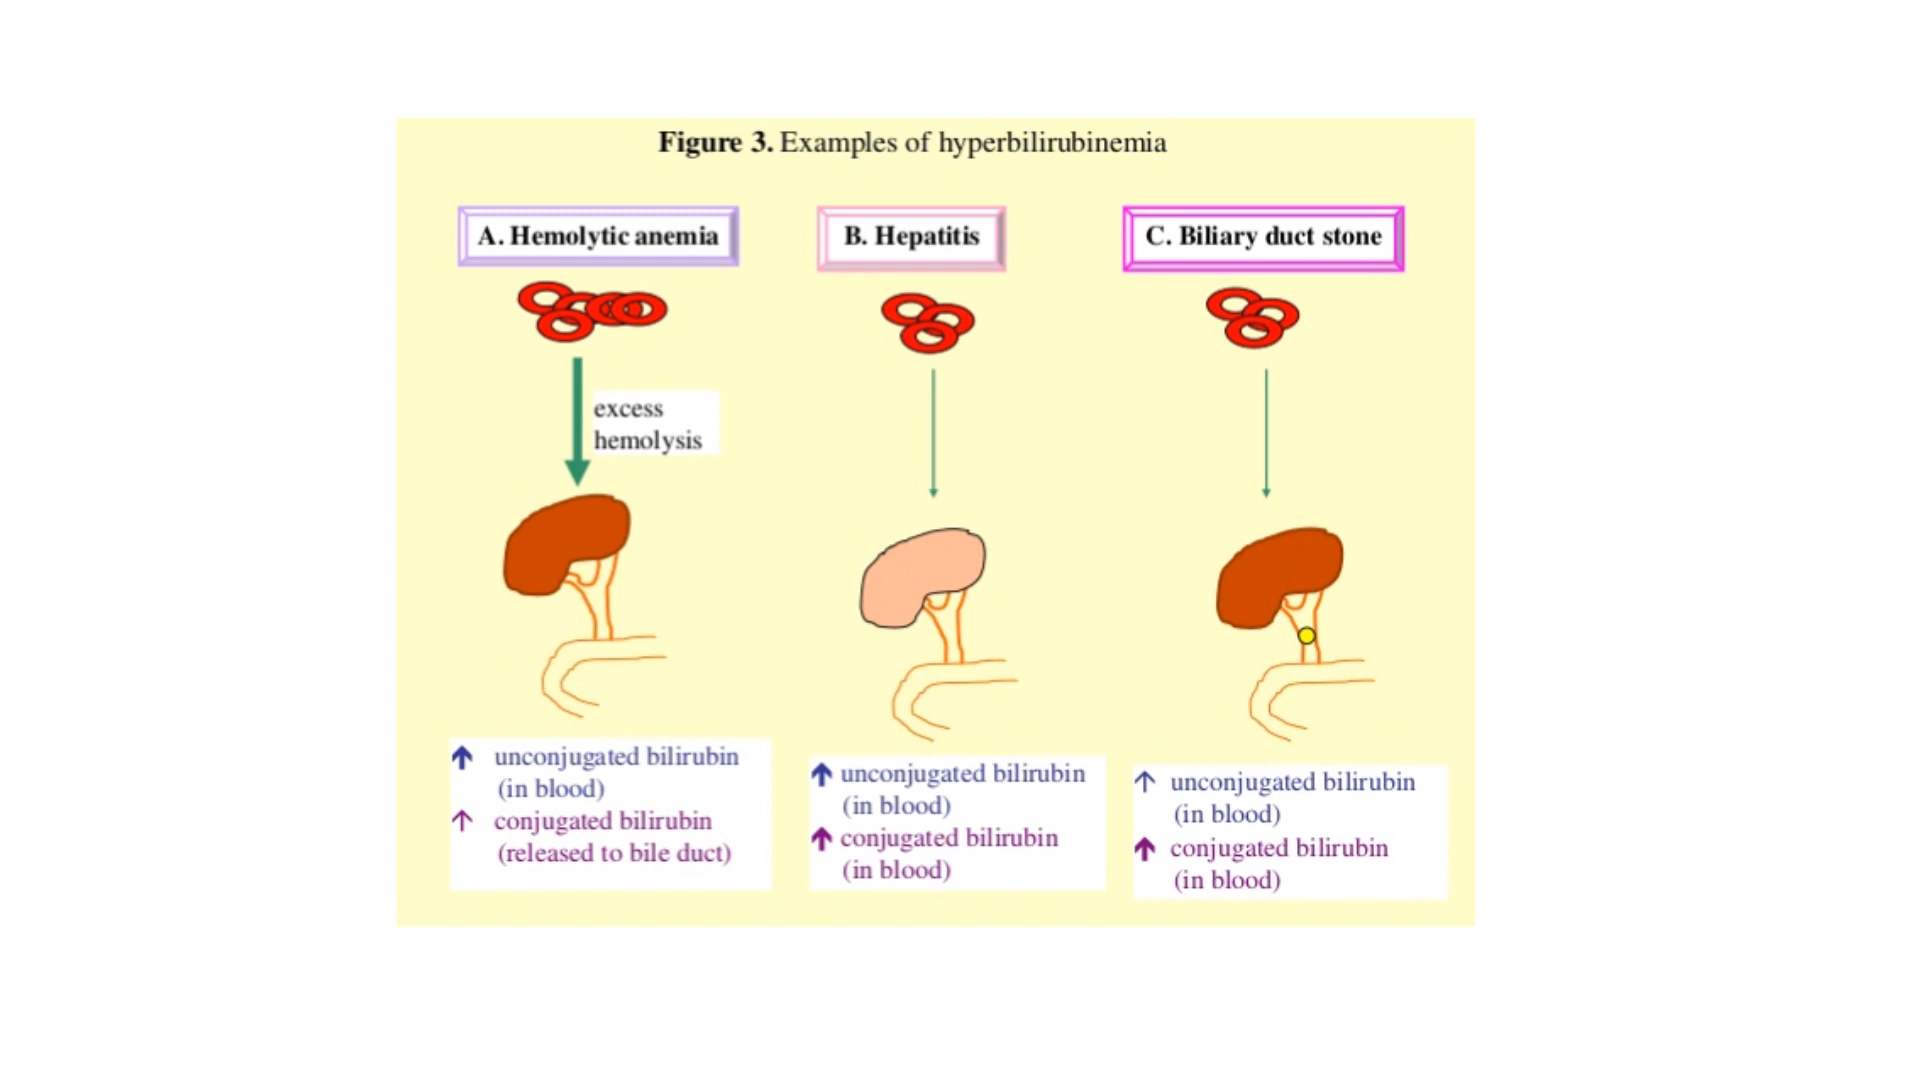 Figure 3. Examples of hyperbilirubinemia
A. Hemolytic anemia
excess
hemolysis
↑ unconjugated bilirubin
(in blood)
↑ conjugated bilirubin
(released to bile duct)
B. Hepatitis
↑ unconjugated bilirubin
(in blood)
↑ conjugated bilirubin
(in blood)
C. Biliary duct stone
↑ unconjugated bilirubin
(in blood)
↑ conjugated bilirubin
(in blood)